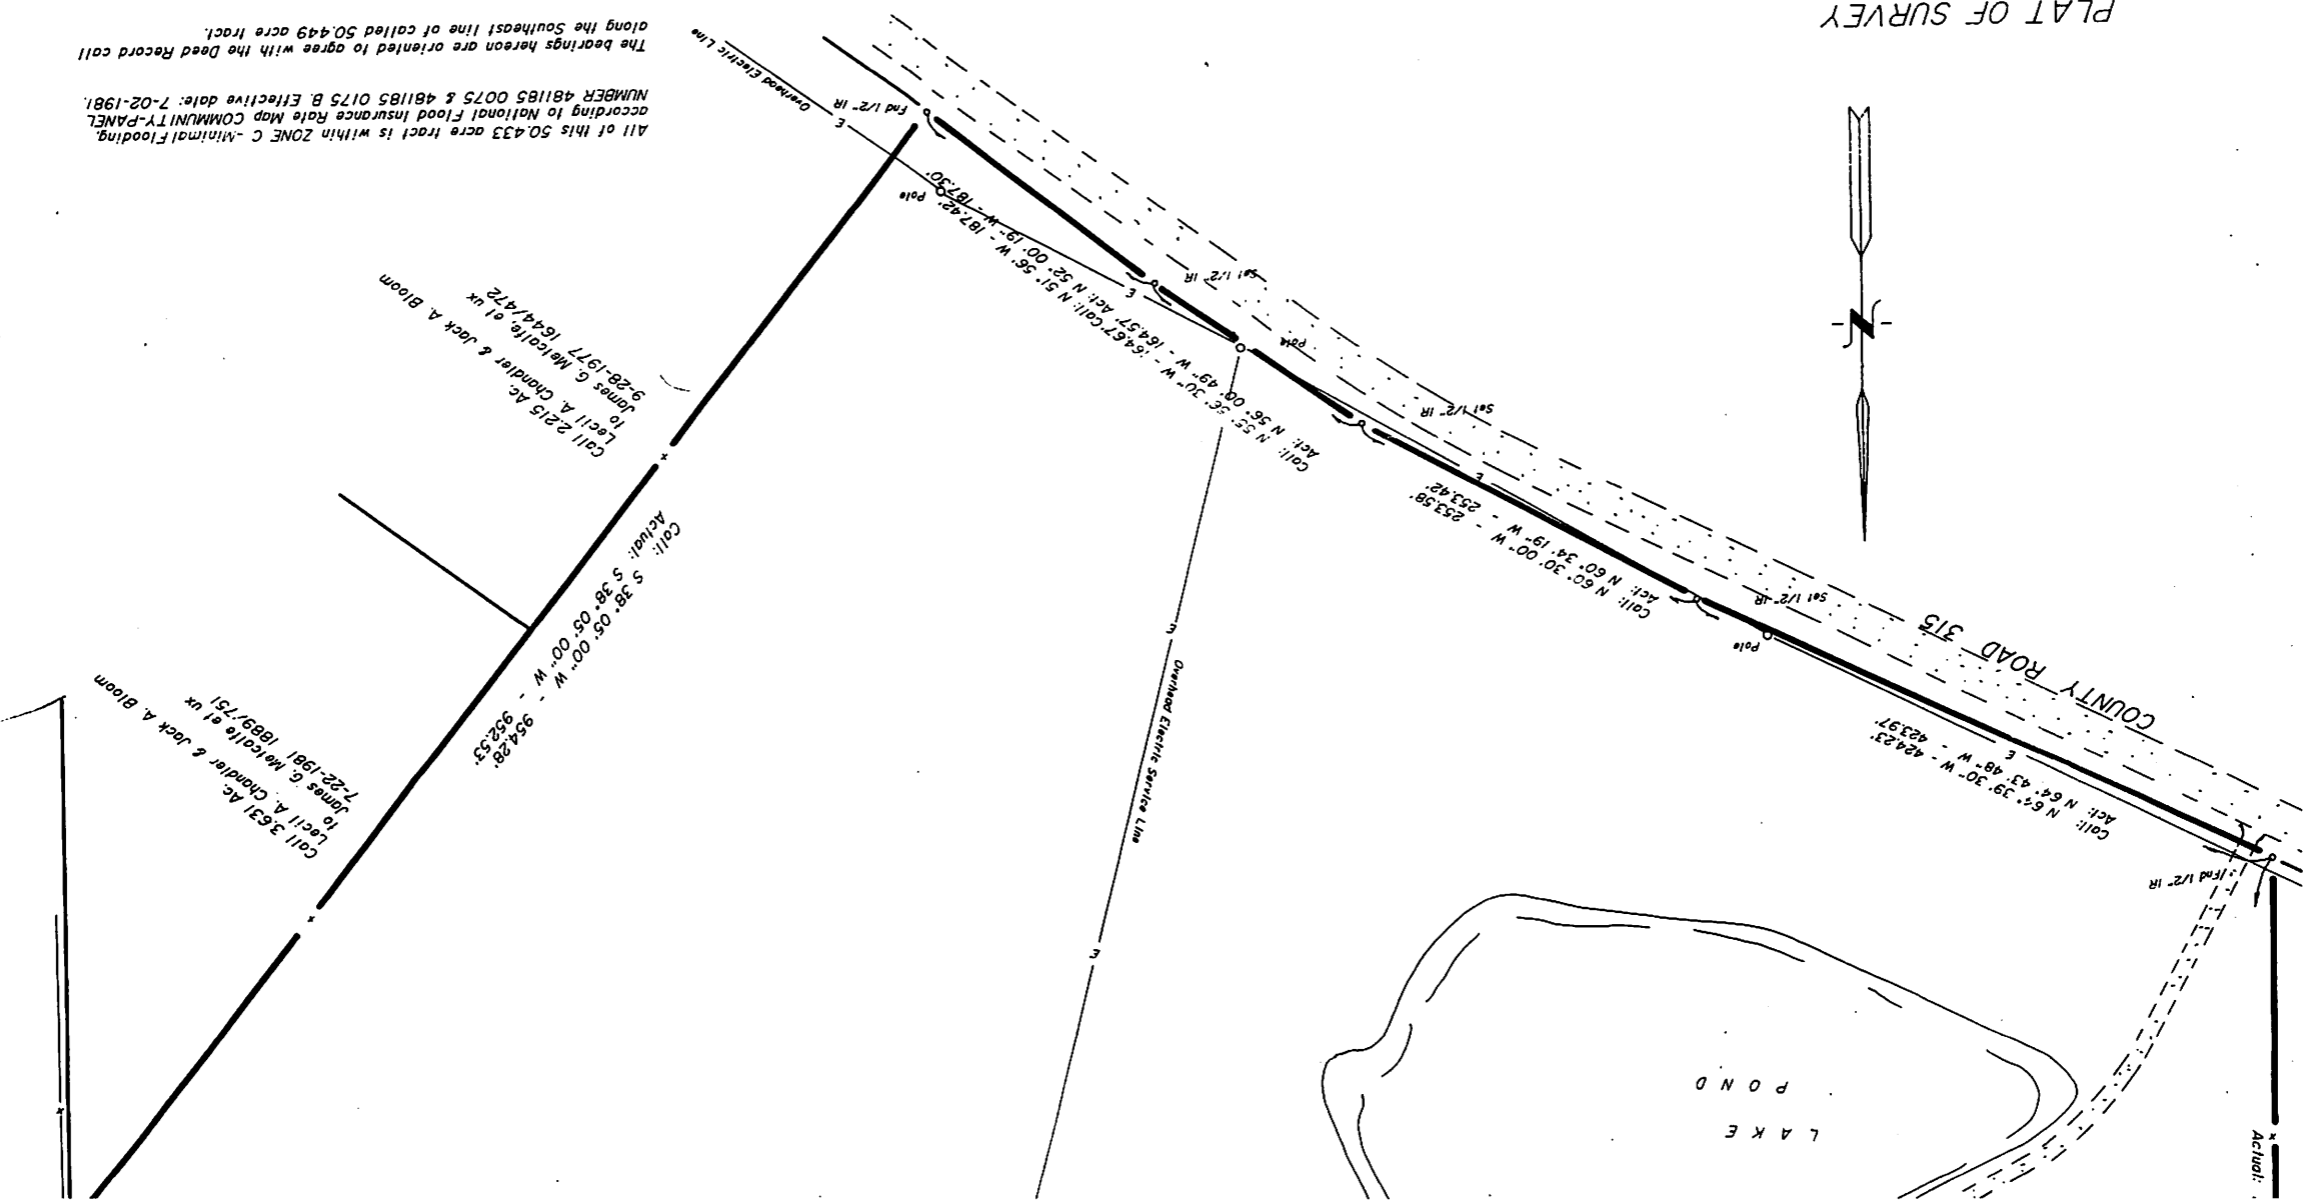 Actual:
L A K E
P O N D
Fnd 1/2" IR
Call: N 64° 39' 30" W - 424.23'
Act: N 64° 43' 48" W - 423.97'
E
COUNTY ROAD 315
Pole
Set 1/2" IR
Call: N 60° 30' 00" W - 253.58'
Act: N 60° 34' 19" W - 253.42'
E
Set 1/2" IR
E
Overhead Electric Service Line
E
Call: N 55° 56' 30" W - 164.67'
Act: N 56° 00' 49" W - 164.57'
Pole
Set 1/2" IR
E
Call: N 51° 56' W - 187.42'
Act: N 52° 00' 19" W - 187.30'
Pole
Fnd 1/2" IR
E
Overhead Electric Line
Call: S 38° 05' 00" W - 954.28'
Actual: S 38° 05' 00" W - 952.53'
Call 3.631 Ac.
Lecil A. Chandler & Jack A. Bloom
to
James G. Metcalfe et ux
7-22-1981 1889/751
Call 2.215 Ac.
Lecil A. Chandler & Jack A. Bloom
to
James G. Metcalfe, et ux
9-28-1977 1644/472
N
PLAT OF SURVEY
All of this 50.433 acre tract is within ZONE C - Minimal Flooding,
according to National Flood Insurance Rate Map COMMUNITY-PANEL
NUMBER 481185 0075 & 481185 0175 B. Effective date: 7-02-1981.
The bearings hereon are oriented to agree with the Deed Record call
along the Southeast line of called 50.449 acre tract.